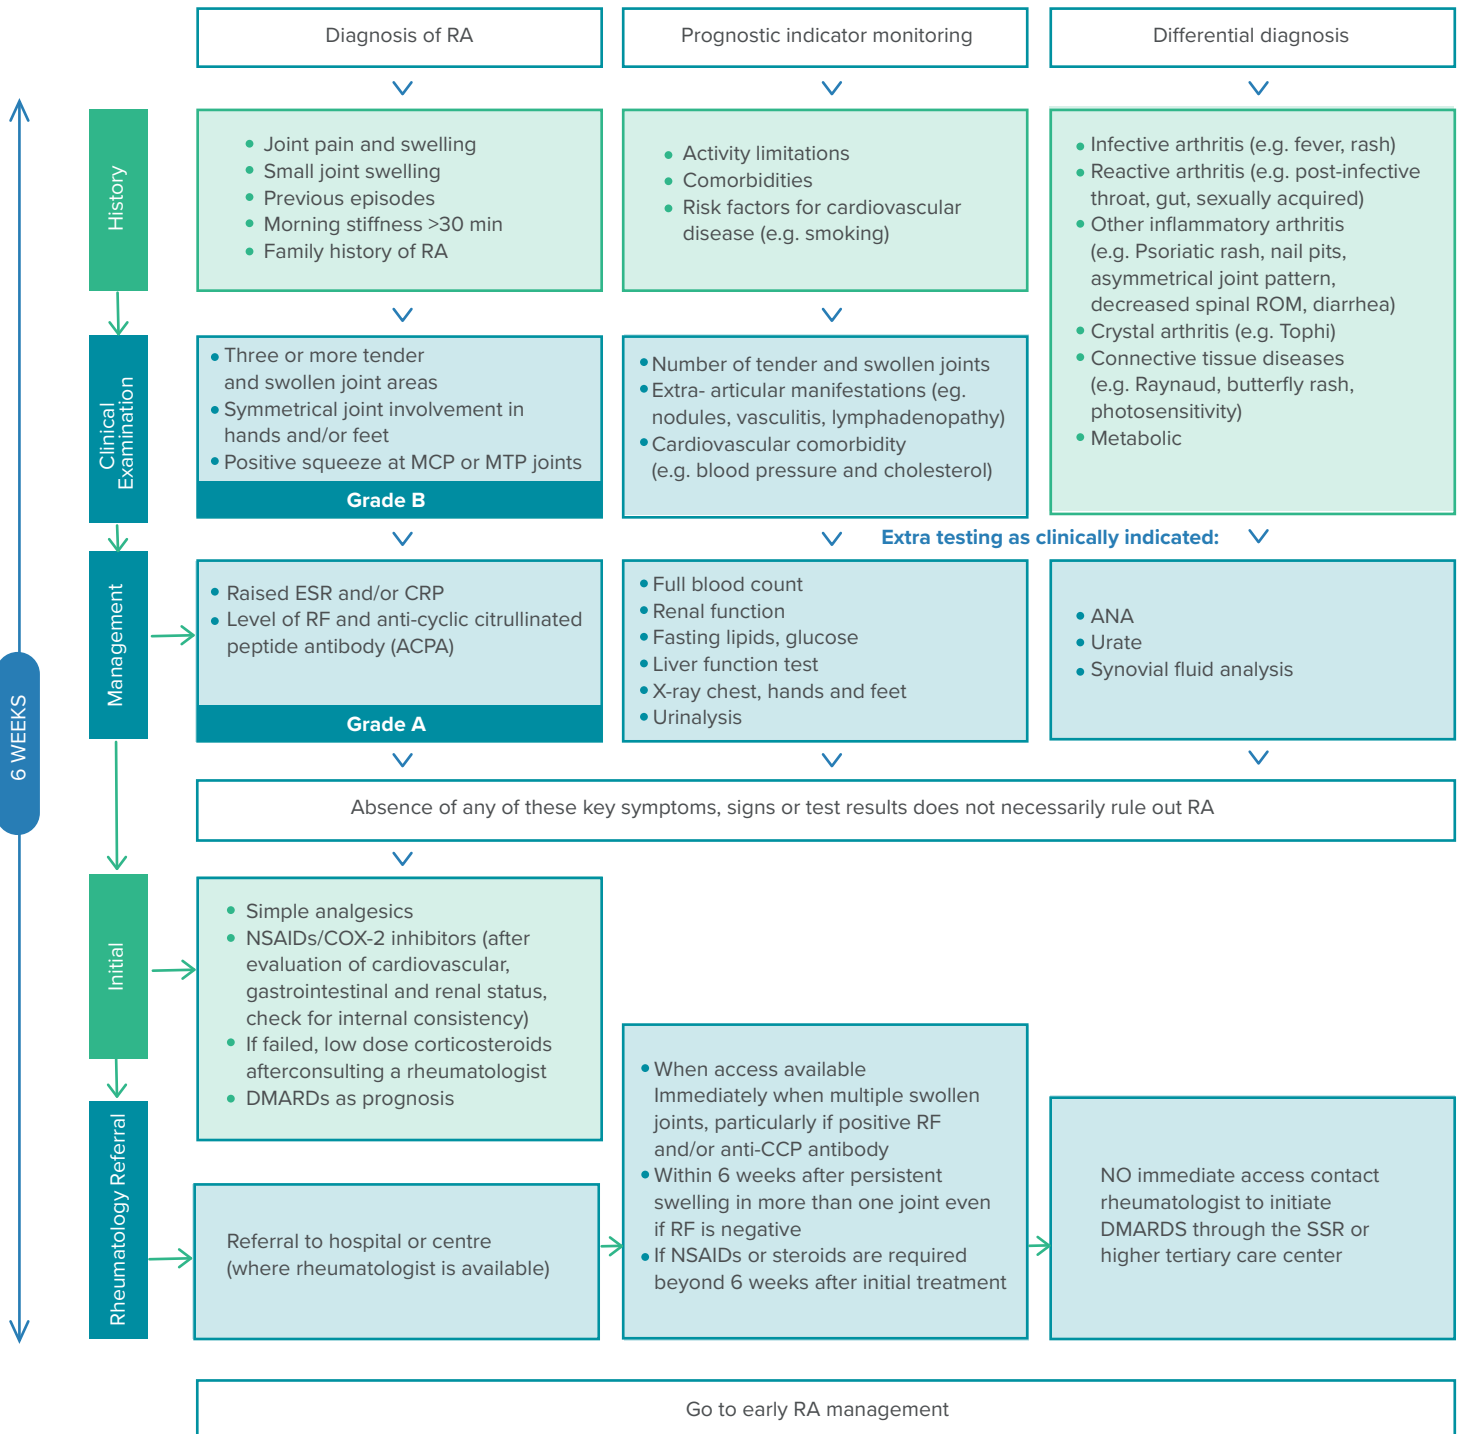 Diagnosis of RA
Prognostic indicator monitoring
Differential diagnosis
6 WEEKS
History
Joint pain and swelling
Small joint swelling
Previous episodes
Morning stiffness >30 min
Family history of RA
Activity limitations
Comorbidities
Risk factors for cardiovascular
disease (e.g. smoking)
Infective arthritis (e.g. fever, rash)
Reactive arthritis (e.g. post-infective
throat, gut, sexually acquired)
Other inflammatory arthritis
(e.g. Psoriatic rash, nail pits,
asymmetrical joint pattern,
decreased spinal ROM, diarrhea)
Crystal arthritis (e.g. Tophi)
Connective tissue diseases
(e.g. Raynaud, butterfly rash,
photosensitivity)
Metabolic
Clinical
Examination
Three or more tender
and swollen joint areas
Symmetrical joint involvement in
hands and/or feet
Positive squeeze at MCP or MTP joints
Grade B
Number of tender and swollen joints
Extra- articular manifestations (eg.
nodules, vasculitis, lymphadenopathy)
Cardiovascular comorbidity
(e.g. blood pressure and cholesterol)
Extra testing as clinically indicated:
Management
Raised ESR and/or CRP
Level of RF and anti-cyclic citrullinated
peptide antibody (ACPA)
Grade A
Full blood count
Renal function
Fasting lipids, glucose
Liver function test
X-ray chest, hands and feet
Urinalysis
ANA
Urate
Synovial fluid analysis
Absence of any of these key symptoms, signs or test results does not necessarily rule out RA
Initial
Simple analgesics
NSAIDs/COX-2 inhibitors (after
evaluation of cardiovascular,
gastrointestinal and renal status,
check for internal consistency)
If failed, low dose corticosteroids
afterconsulting a rheumatologist
DMARDs as prognosis
Rheumatology Referral
Referral to hospital or centre
(where rheumatologist is available)
When access available
Immediately when multiple swollen
joints, particularly if positive RF
and/or anti-CCP antibody
Within 6 weeks after persistent
swelling in more than one joint even
if RF is negative
If NSAIDs or steroids are required
beyond 6 weeks after initial treatment
NO immediate access contact
rheumatologist to initiate
DMARDS through the SSR or
higher tertiary care center
Go to early RA management